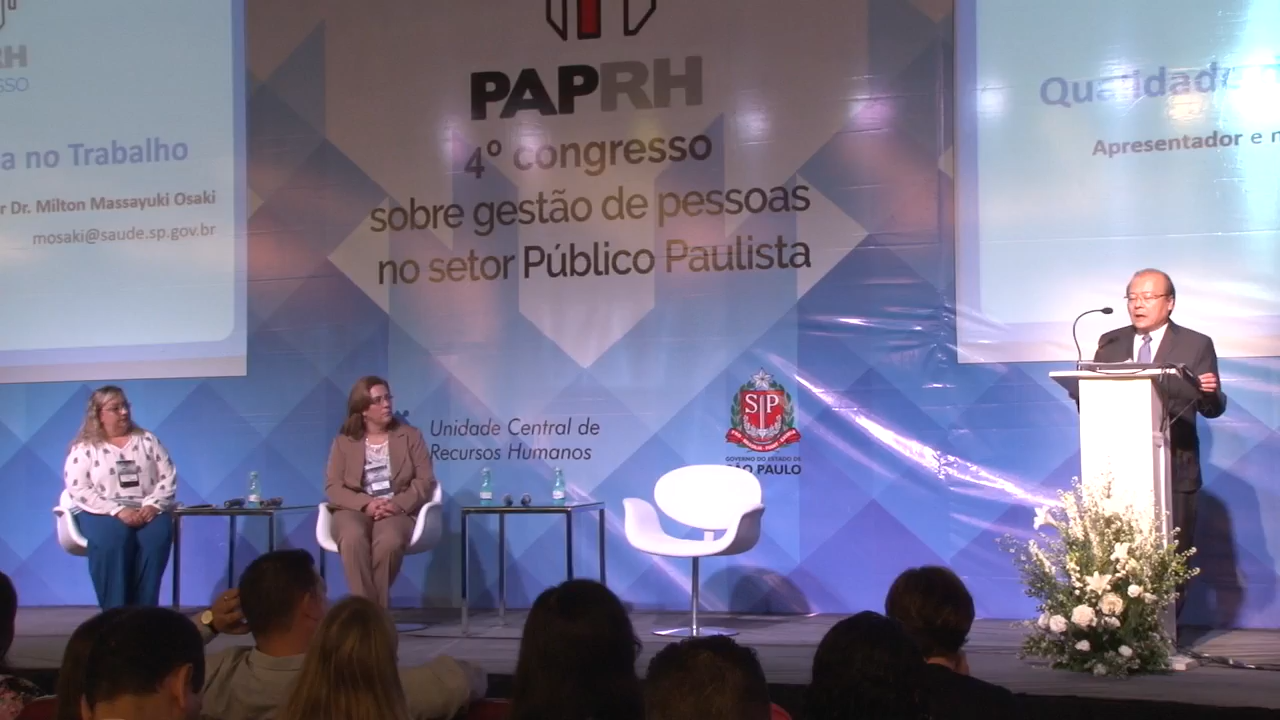 RH
SSO
a no Trabalho
r Dr. Milton Massayuki Osaki
mosaki@saude.sp.gov.br
PAPRH
4º congresso
sobre gestão de pessoas
no setor Público Paulista
Unidade Central de
Recursos Humanos
SP
GOVERNO DO ESTADO DE
SÃO PAULO
Qualidad
Apresentador e